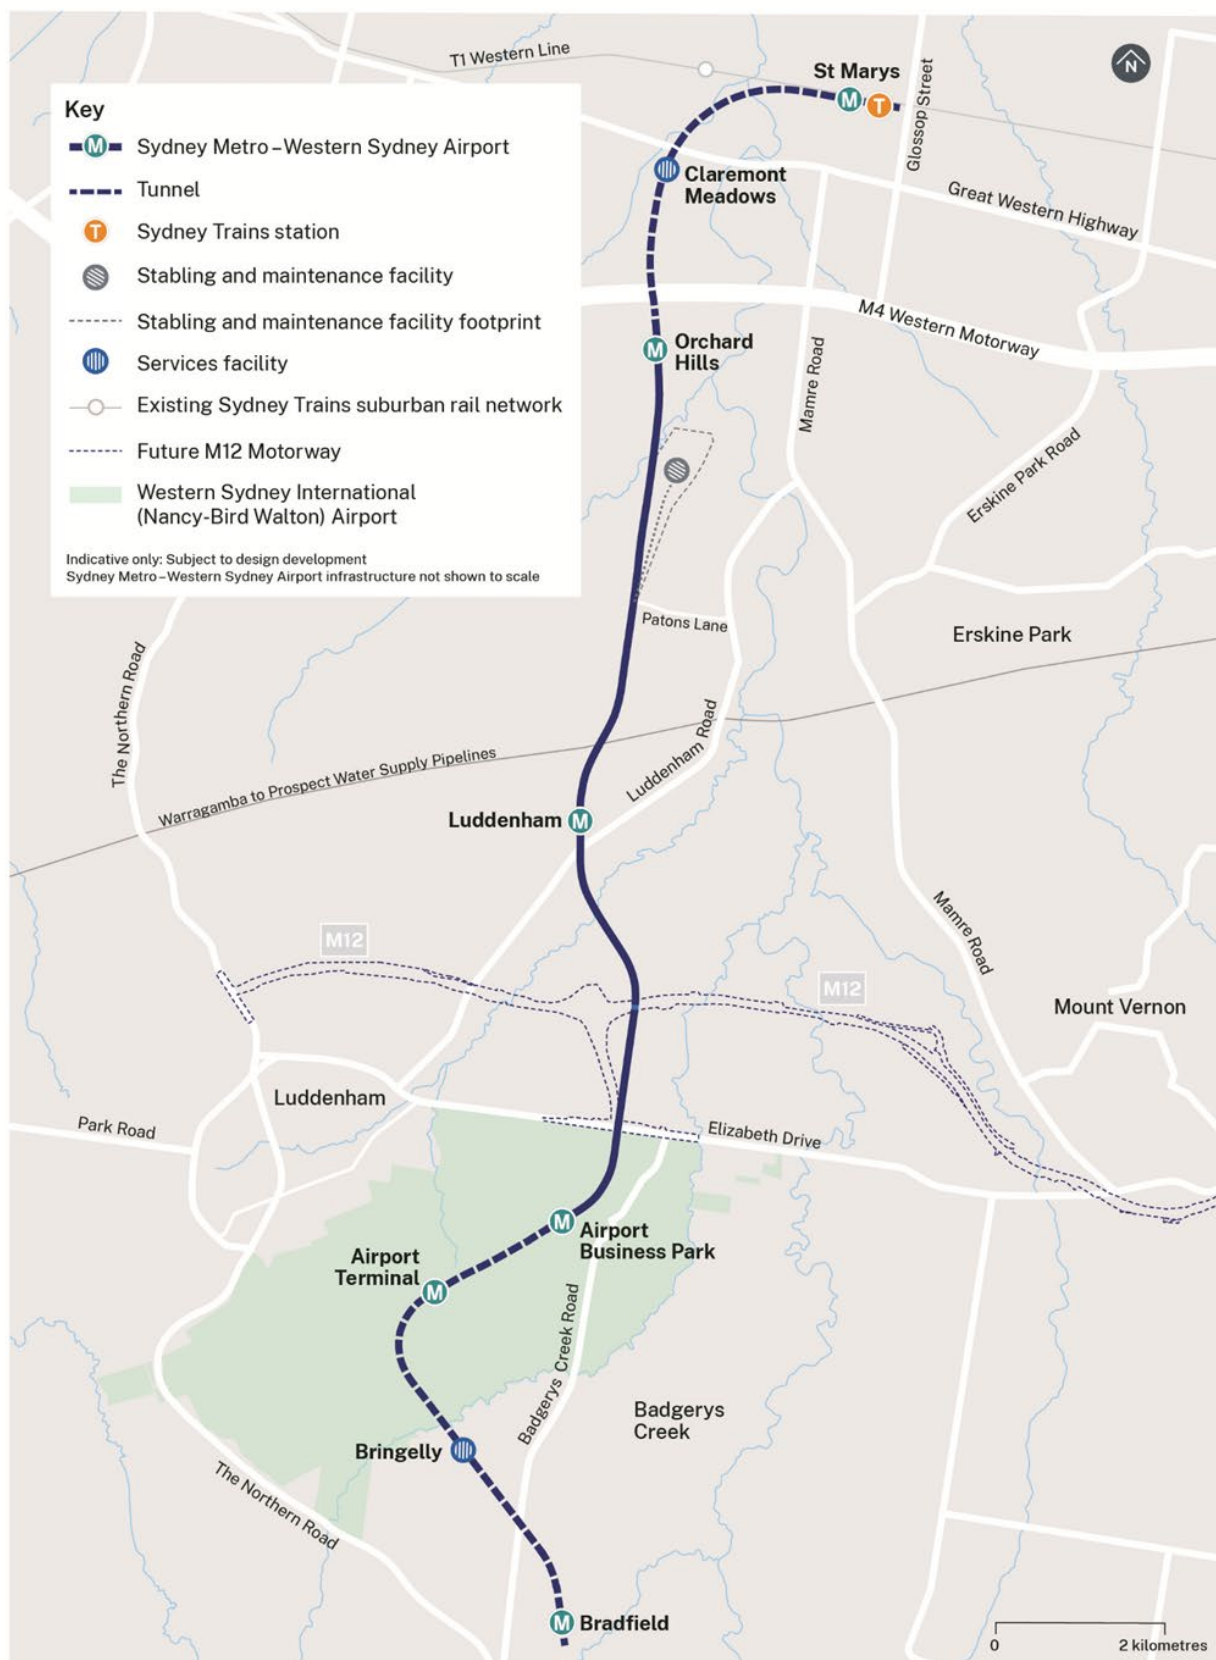 T1 Western Line
St Marys
N
M
T
Glossop Street
Key
M
Sydney Metro – Western Sydney Airport
Tunnel
T
Sydney Trains station
Stabling and maintenance facility
Stabling and maintenance facility footprint
Services facility
Existing Sydney Trains suburban rail network
Future M12 Motorway
Western Sydney International
(Nancy-Bird Walton) Airport
Indicative only: Subject to design development
Sydney Metro – Western Sydney Airport infrastructure not shown to scale
Claremont
Meadows
Great Western Highway
M4 Western Motorway
M
Orchard
Hills
Mamre Road
Erskine Park Road
Patons Lane
Erskine Park
The Northern Road
Luddenham Road
Warragamba to Prospect Water Supply Pipelines
Luddenham
M
M12
Mamre Road
M12
Mount Vernon
Luddenham
Park Road
Elizabeth Drive
M
Airport
Business Park
Airport
Terminal
M
Badgerys Creek Road
Badgerys
Creek
Bringelly
The Northern Road
M
Bradfield
0
2 kilometres